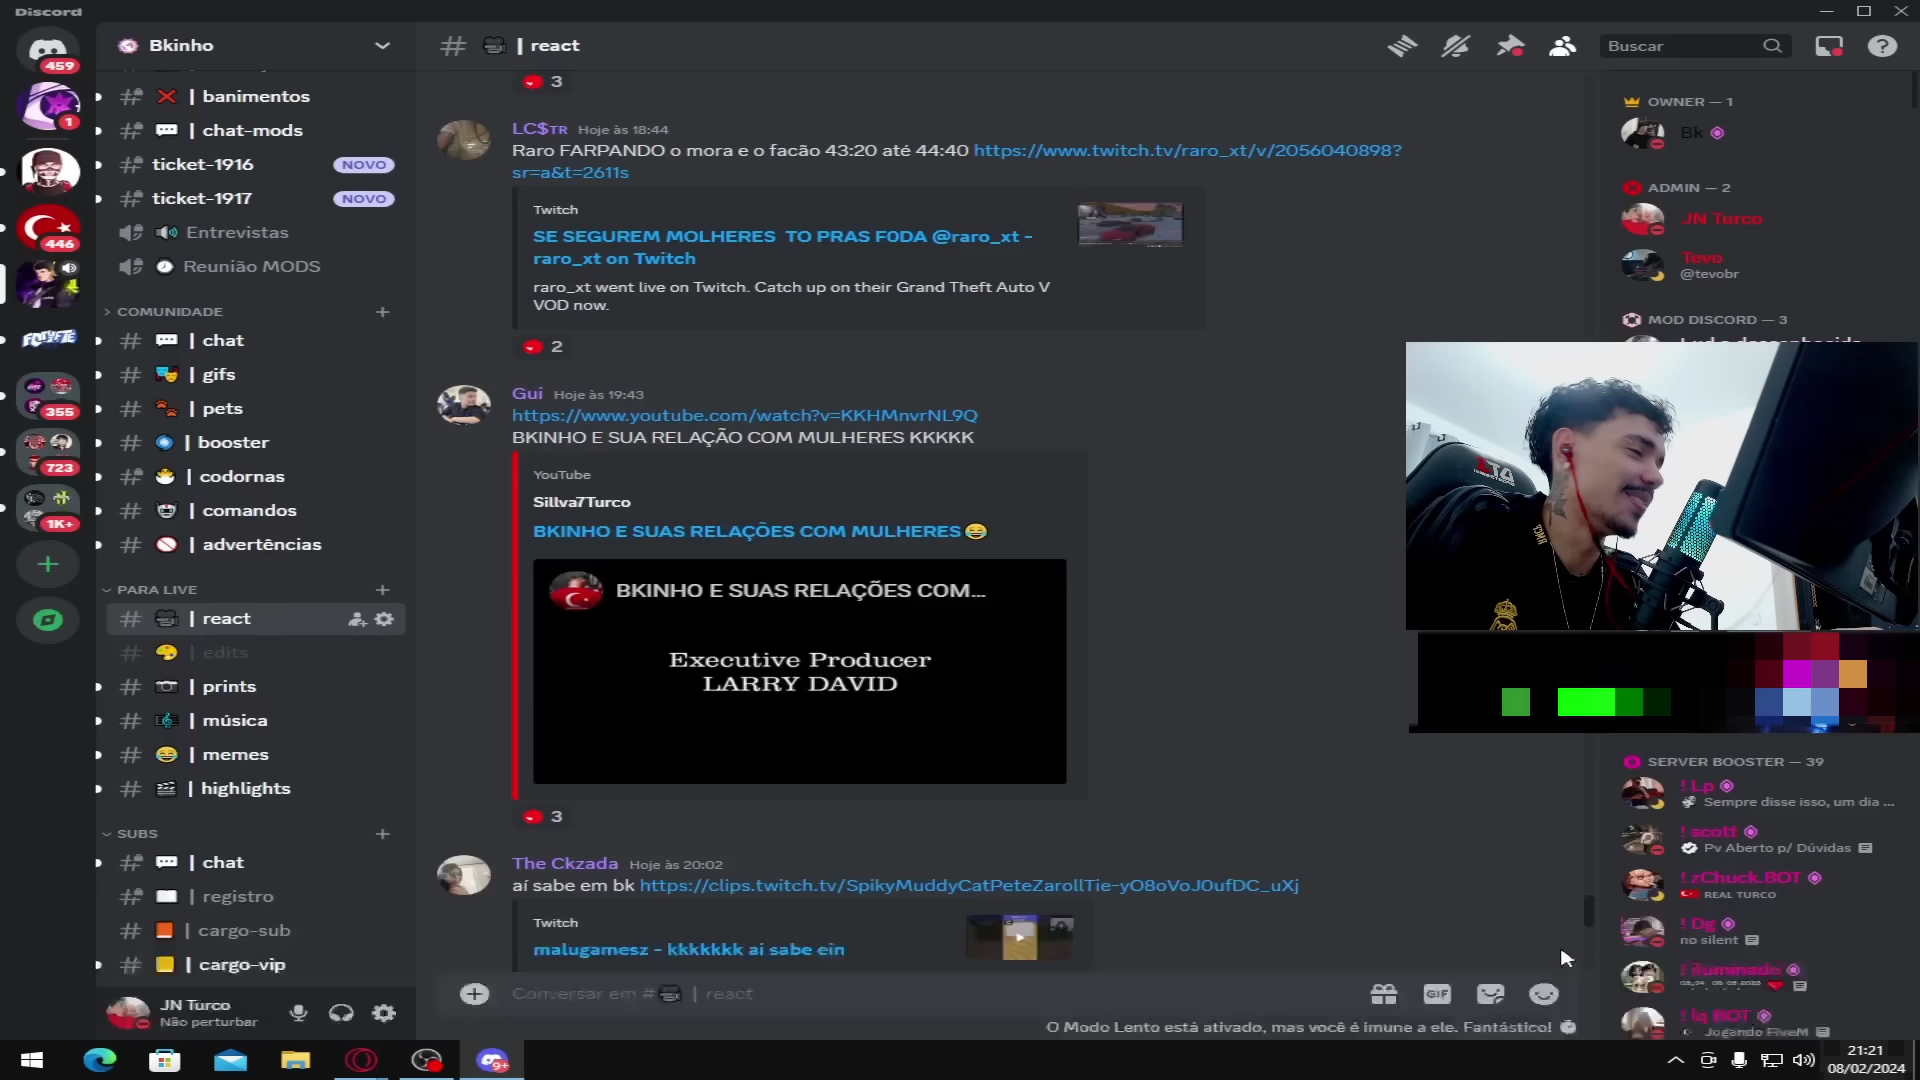 Discord
459
1
446
355
723
1K+
Bkinho
| banimentos
| chat-mods
ticket-1916 NOVO
ticket-1917 NOVO
Entrevistas
Reunião MODS
COMUNIDADE
| chat
| gifs
| pets
| booster
| codornas
| comandos
| advertências
PARA LIVE
| react
| edits
| prints
| música
| memes
| highlights
SUBS
| chat
| registro
| cargo-sub
| cargo-vip
JN Turco
Não perturbar
| react
Buscar
3
LC$TR Hoje às 18:44
Raro FARPANDO o mora e o facão 43:20 até 44:40 https://www.twitch.tv/raro_xt/v/2056040898?
sr=a&t=2611s
Twitch
SE SEGUREM MOLHERES TO PRAS F0DA @raro_xt -
raro_xt on Twitch
raro_xt went live on Twitch. Catch up on their Grand Theft Auto V
VOD now.
2
Gui Hoje às 19:43
https://www.youtube.com/watch?v=KKHMnvrNL9Q
BKINHO E SUA RELAÇÃO COM MULHERES KKKKK
YouTube
Sillva7Turco
BKINHO E SUAS RELAÇÕES COM MULHERES😄
BKINHO E SUAS RELAÇÕES COM...
Executive Producer
LARRY DAVID
3
The Ckzada Hoje às 20:02
aí sabe em bk https://clips.twitch.tv/SpikyMuddyCatPeteZarollTie-yO8oVoJ0ufDC_uXj
Twitch
malugamesz - kkkkkkk ai sabe ein
Conversar em # | react
GIF
O Modo Lento está ativado, mas você é imune a ele. Fantástico!
OWNER — 1
Bk
ADMIN — 2
JN Turco
Tevo
@tevobr
MOD DISCORD — 3
SERVER BOOSTER — 39
! Lp
Sempre disse isso, um dia ...
! scott
Pv Aberto p/ Dúvidas
! zChuck.BOT
REAL TURCO
! Dg
no silent
! iluminado
! lq BOT
Jogando FiveM
9+
21:21
08/02/2024